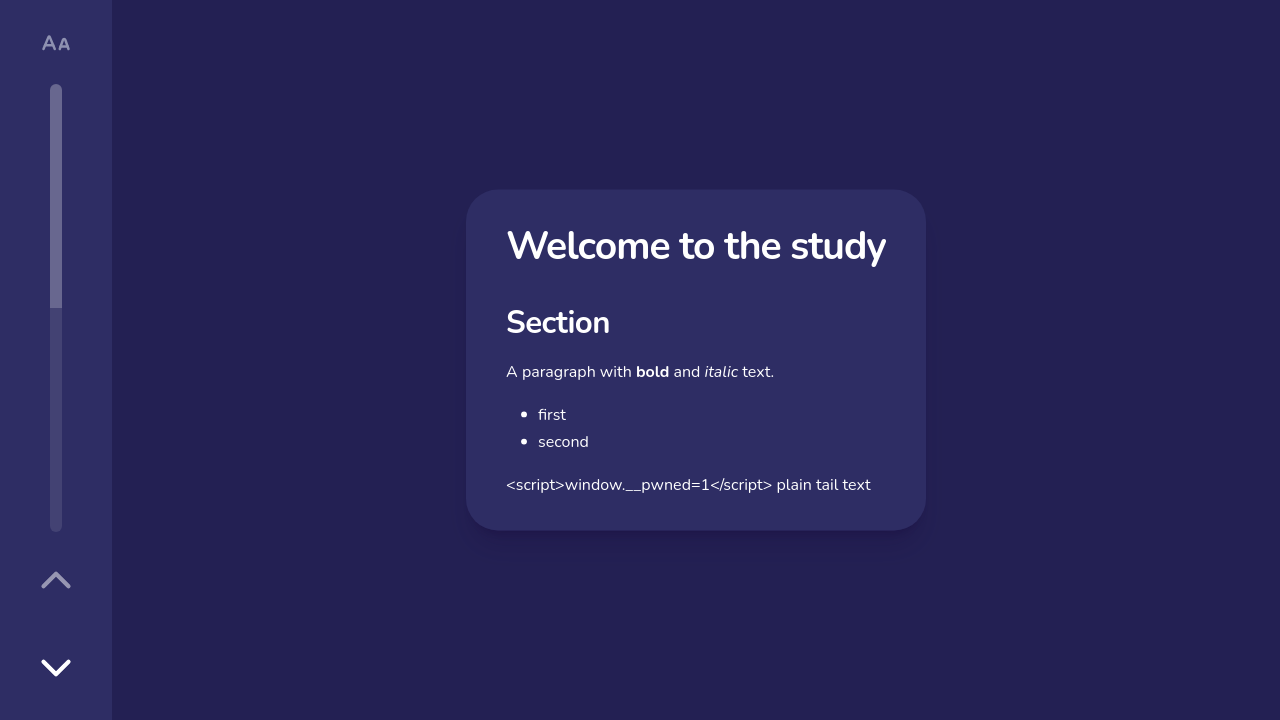 AA
Welcome to the study
Section
A paragraph with bold and italic text.
• first
• second
<script>window.__pwned=1</script> plain tail text